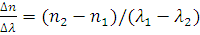 Δn/Δλ = (n₂ − n₁)/(λ₁ − λ₂)